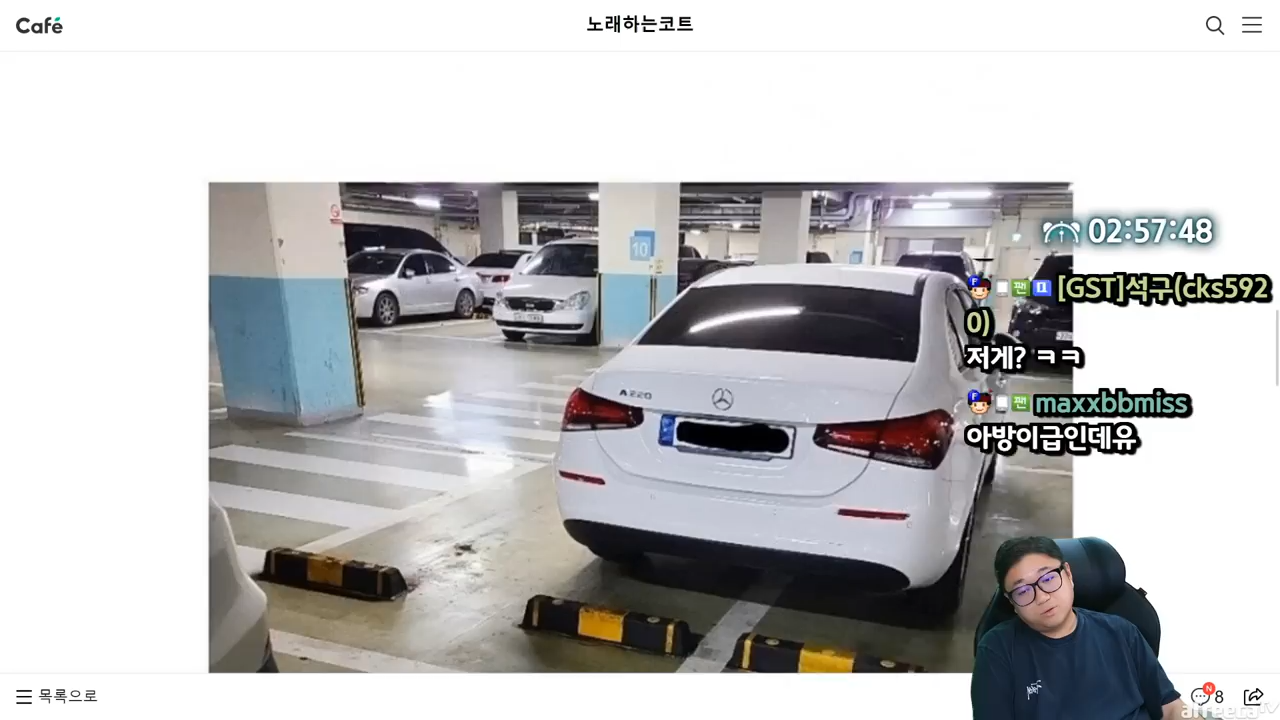 Café
노래하는코트
02:57:48
[GST]석구(cks592
0)
저게? ㅋㅋ
maxxbbmiss
아방이급인데유
10
A 220
목록으로
N
8
afreecaTV